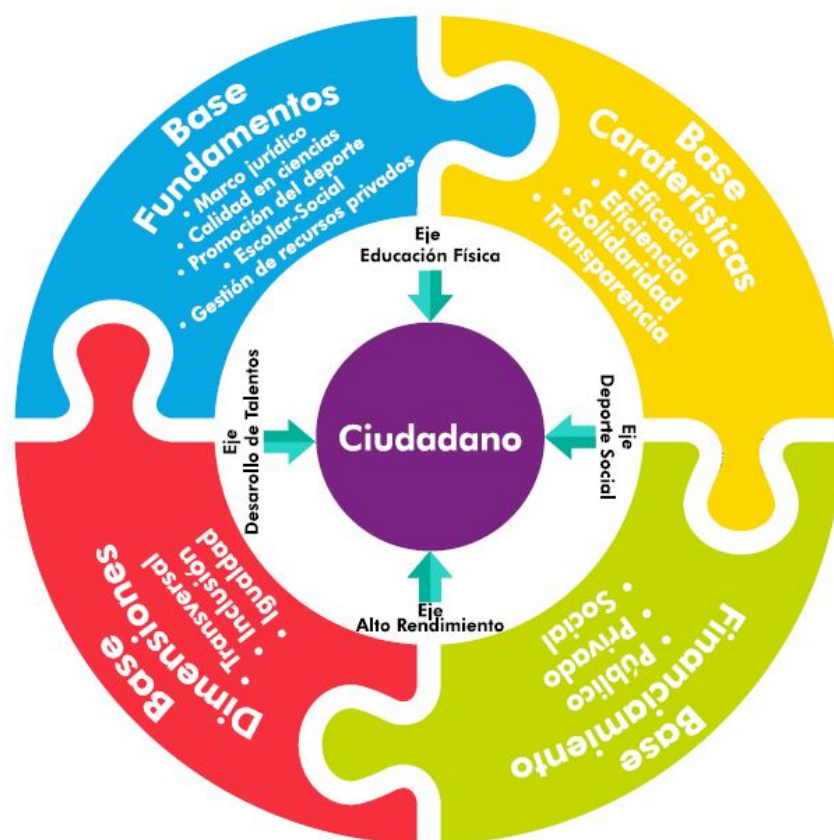 Base
Fundamentos
• Marco jurídico
• Calidad en ciencias
• Promoción del deporte
• Escolar-Social
• Gestión de recursos privados
Base
Caraterísticas
• Eficacia
• Eficiencia
• Solidaridad
• Transparencia
Eje
Educación Física
Eje
Desarollo de Talentos
Ciudadano
Eje
Deporte Social
Eje
Alto Rendimiento
Base
Dimensiones
• Transversal
• Inclusión
• Igualdad
Base
Financiamiento
• Público
• Privado
• Social